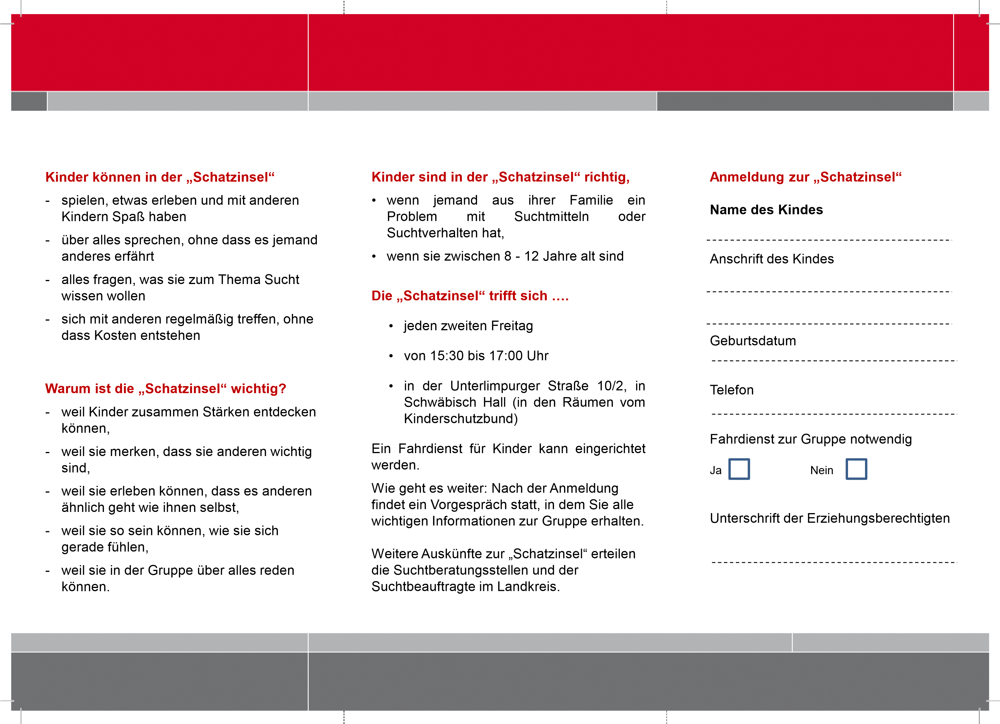 Kinder können in der „Schatzinsel“
- spielen, etwas erleben und mit anderen
Kindern Spaß haben
- über alles sprechen, ohne dass es jemand
anderes erfährt
- alles fragen, was sie zum Thema Sucht
wissen wollen
- sich mit anderen regelmäßig treffen, ohne
dass Kosten entstehen
Warum ist die „Schatzinsel“ wichtig?
- weil Kinder zusammen Stärken entdecken
können,
- weil sie merken, dass sie anderen wichtig
sind,
- weil sie erleben können, dass es anderen
ähnlich geht wie ihnen selbst,
- weil sie so sein können, wie sie sich
gerade fühlen,
- weil sie in der Gruppe über alles reden
können.
Kinder sind in der „Schatzinsel“ richtig,
• wenn jemand aus ihrer Familie ein
Problem mit Suchtmitteln oder
Suchtverhalten hat,
• wenn sie zwischen 8 - 12 Jahre alt sind
Die „Schatzinsel“ trifft sich ….
• jeden zweiten Freitag
• von 15:30 bis 17:00 Uhr
• in der Unterlimpurger Straße 10/2, in
Schwäbisch Hall (in den Räumen vom
Kinderschutzbund)
Ein Fahrdienst für Kinder kann eingerichtet
werden.
Wie geht es weiter: Nach der Anmeldung
findet ein Vorgespräch statt, in dem Sie alle
wichtigen Informationen zur Gruppe erhalten.
Weitere Auskünfte zur „Schatzinsel“ erteilen
die Suchtberatungsstellen und der
Suchtbeauftragte im Landkreis.
Anmeldung zur „Schatzinsel“
Name des Kindes
Anschrift des Kindes
Geburtsdatum
Telefon
Fahrdienst zur Gruppe notwendig
Ja Nein
Unterschrift der Erziehungsberechtigten